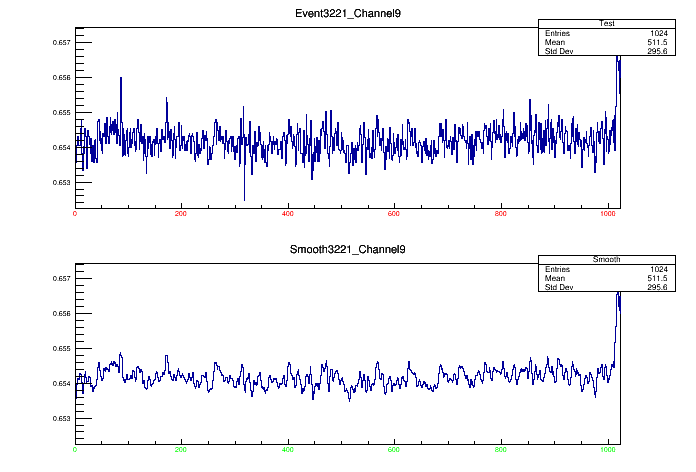 Event3221_Channel9
Test
Entries 1024
Mean 511.5
Std Dev 295.6
0.657
0.656
0.655
0.654
0.653
0 200 400 600 800 1000
Smooth3221_Channel9
Smooth
Entries 1024
Mean 511.5
Std Dev 295.6
0.657
0.656
0.655
0.654
0.653
0 200 400 600 800 1000